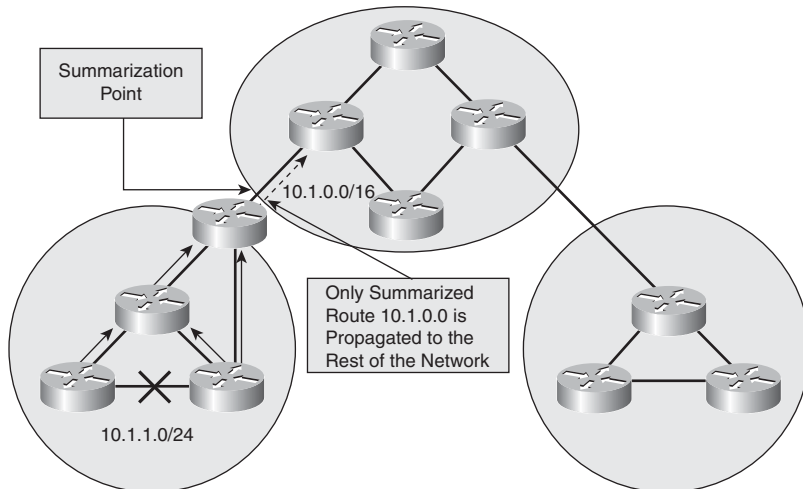 Summarization
Point
10.1.0.0/16
Only Summarized
Route 10.1.0.0 is
Propagated to the
Rest of the Network
10.1.1.0/24